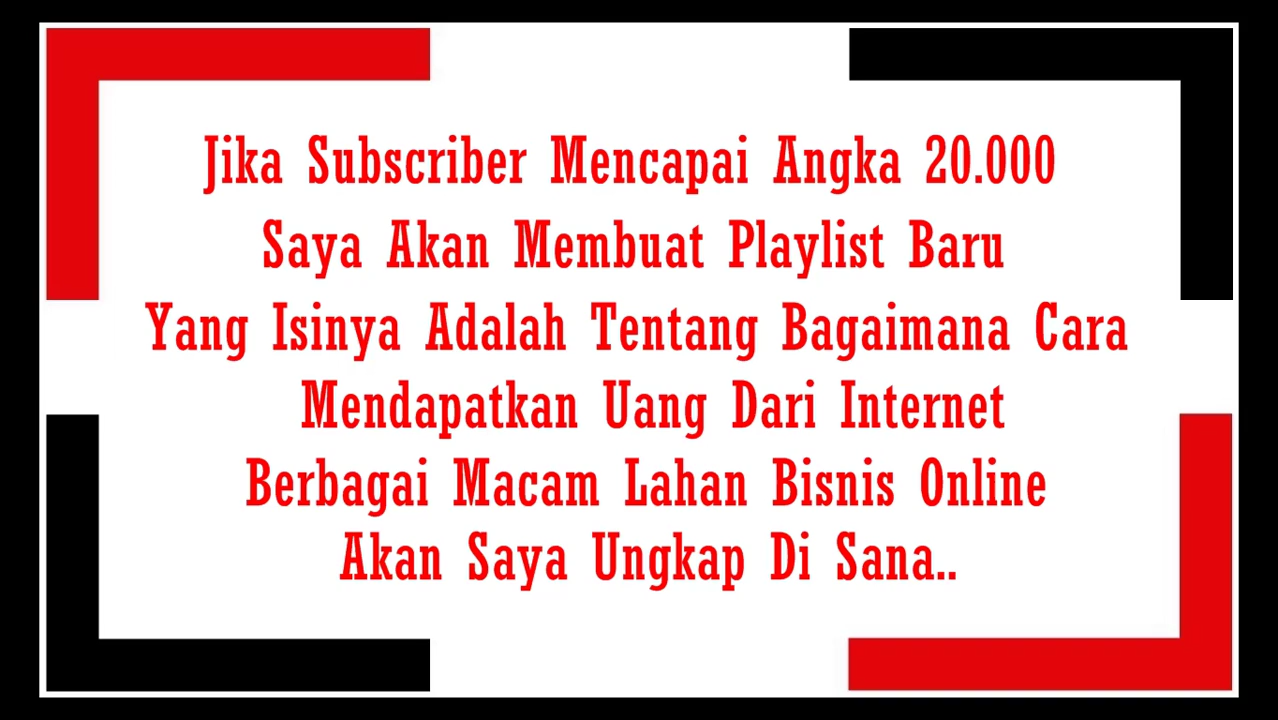 Jika Subscriber Mencapai Angka 20.000
Saya Akan Membuat Playlist Baru
Yang Isinya Adalah Tentang Bagaimana Cara
Mendapatkan Uang Dari Internet
Berbagai Macam Lahan Bisnis Online
Akan Saya Ungkap Di Sana..